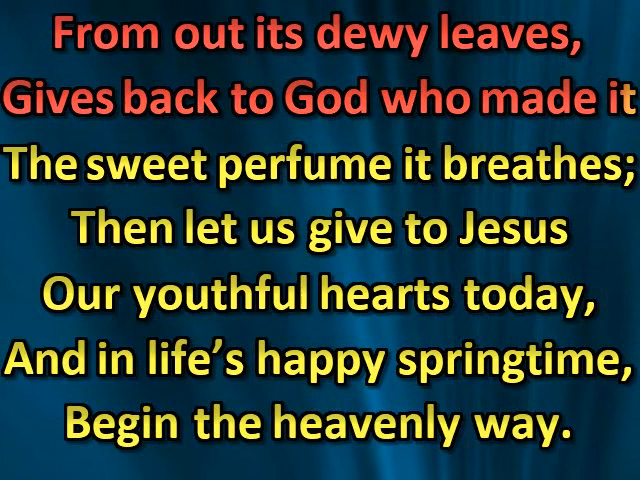 From out its dewy leaves,
Gives back to God who made it
The sweet perfume it breathes;
Then let us give to Jesus
Our youthful hearts today,
And in life’s happy springtime,
Begin the heavenly way.